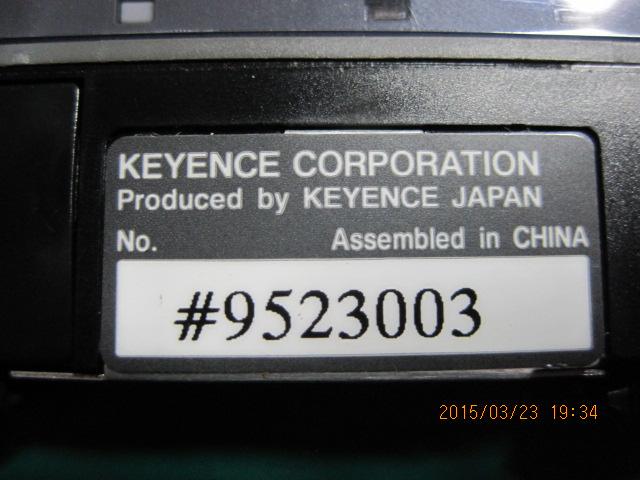 KEYENCE CORPORATION
Produced by KEYENCE JAPAN
No. Assembled in CHINA
#9523003
2015/03/23 19:34